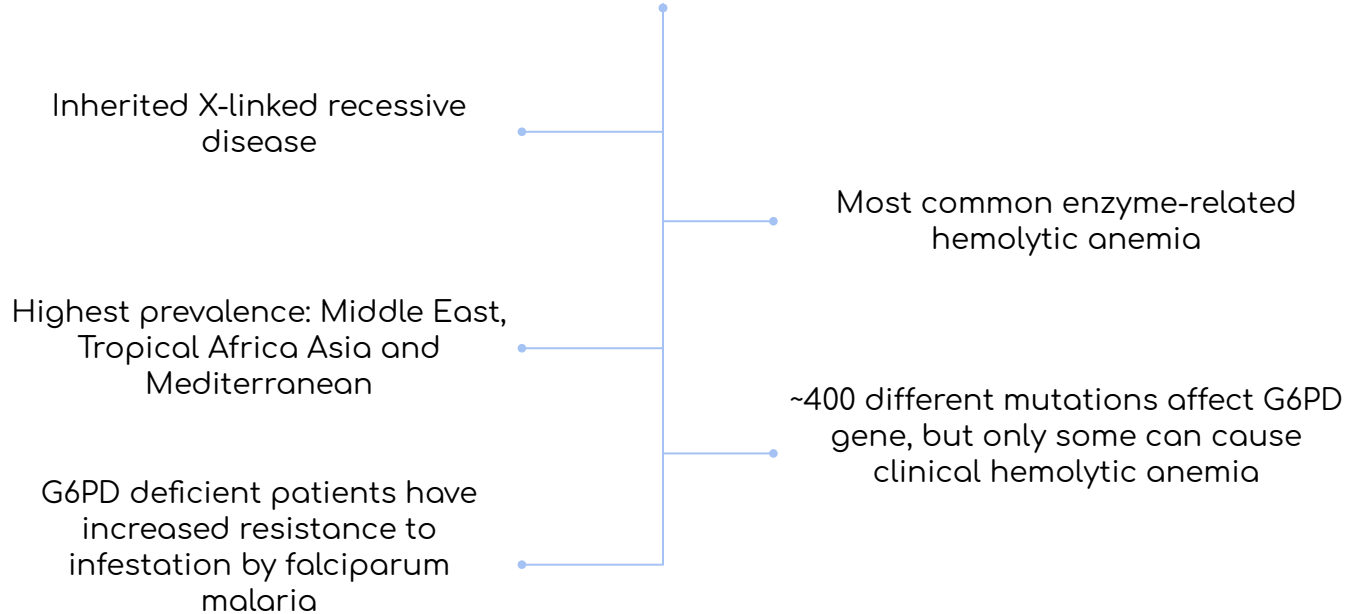 Inherited X-linked recessive
disease
Most common enzyme-related
hemolytic anemia
Highest prevalence: Middle East,
Tropical Africa Asia and
Mediterranean
~400 different mutations affect G6PD
gene, but only some can cause
clinical hemolytic anemia
G6PD deficient patients have
increased resistance to
infestation by falciparum
malaria